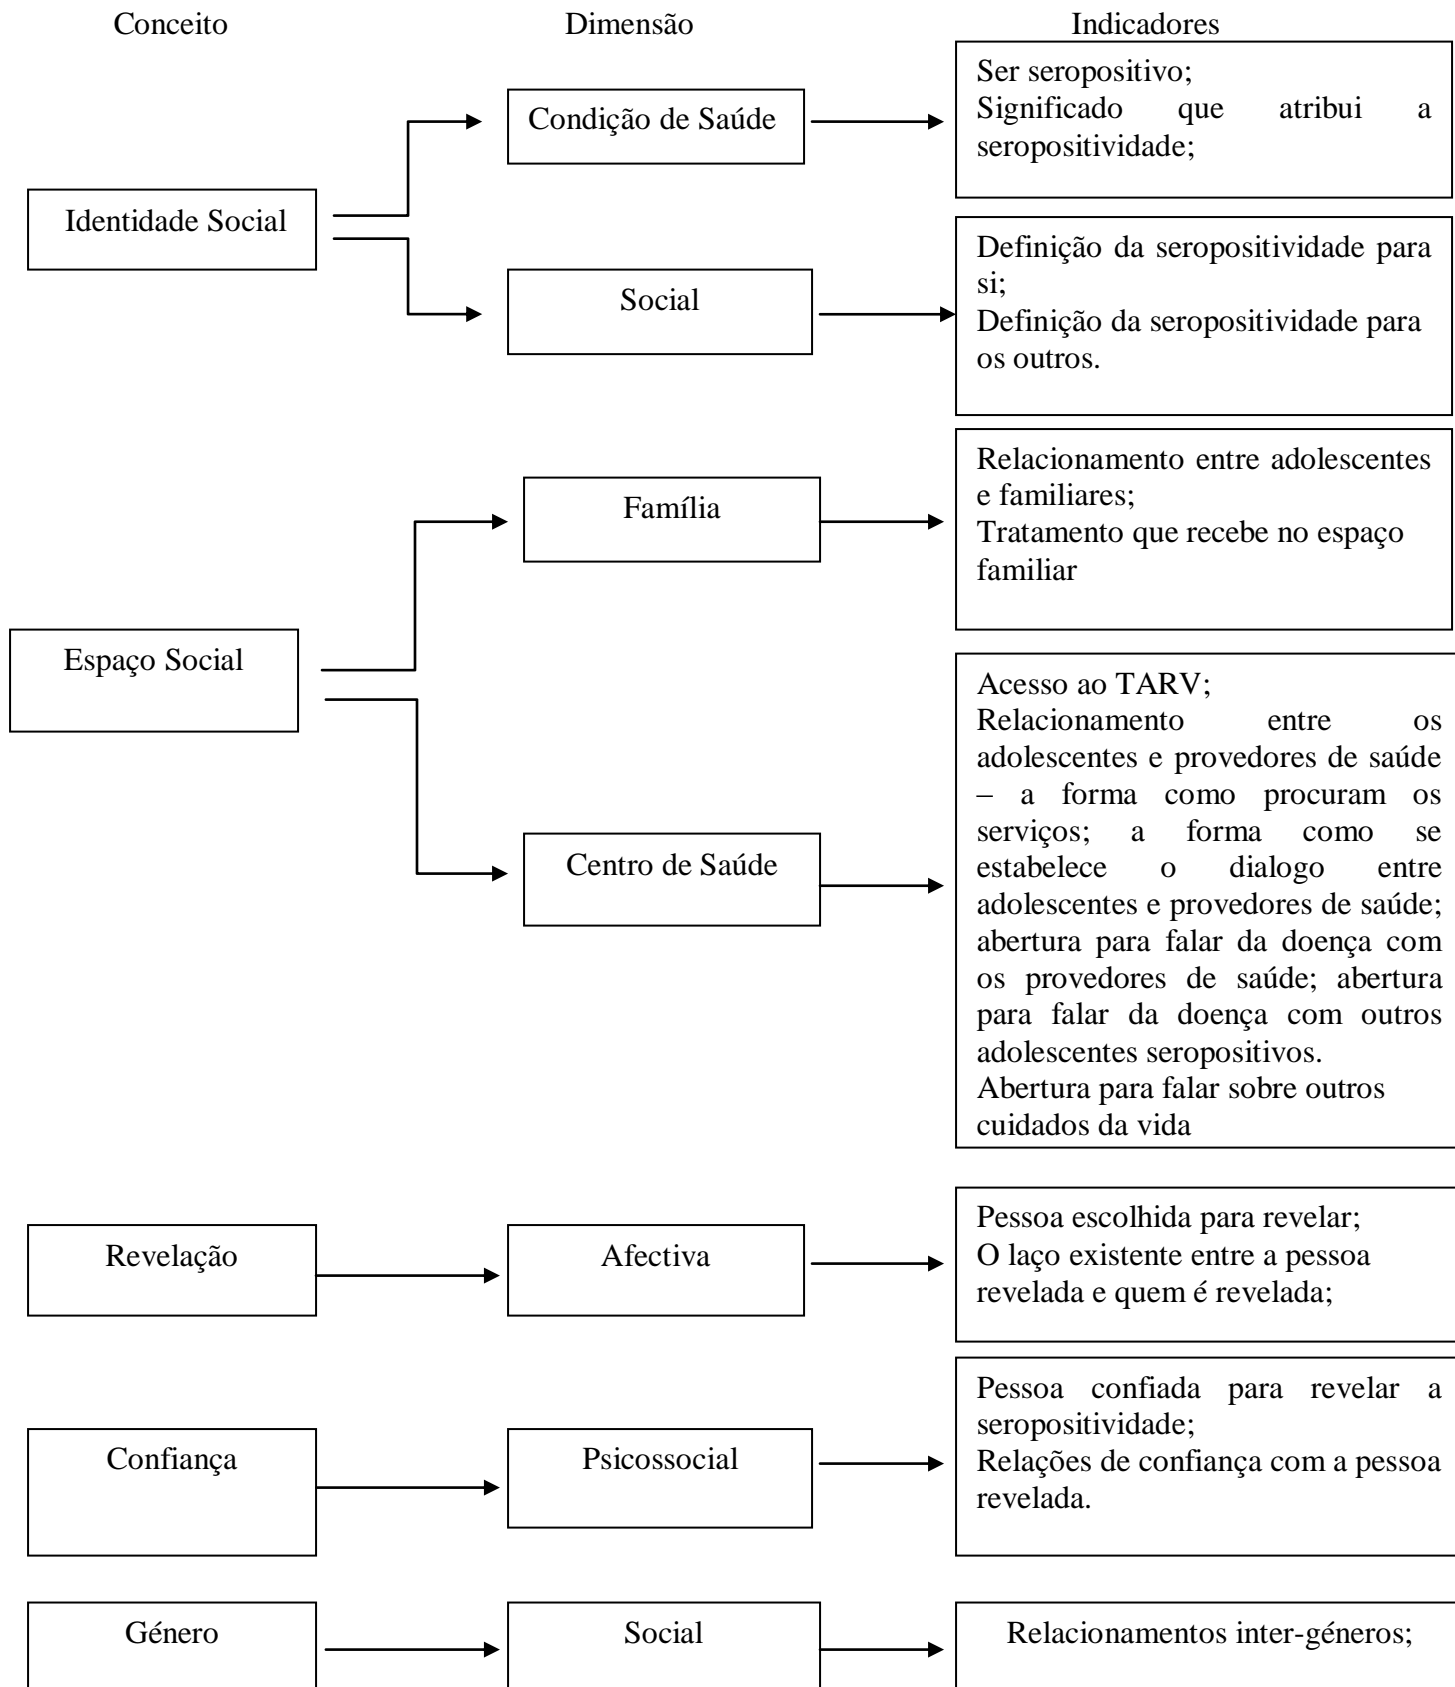 Conceito
Dimensão
Indicadores
Identidade Social
Condição de Saúde
Ser seropositivo;
Significado que atribui a
seropositividade;
Social
Definição da seropositividade para
si;
Definição da seropositividade para
os outros.
Espaço Social
Família
Relacionamento entre adolescentes
e familiares;
Tratamento que recebe no espaço
familiar
Centro de Saúde
Acesso ao TARV;
Relacionamento entre os
adolescentes e provedores de saúde
– a forma como procuram os
serviços; a forma como se
estabelece o dialogo entre
adolescentes e provedores de saúde;
abertura para falar da doença com
os provedores de saúde; abertura
para falar da doença com outros
adolescentes seropositivos.
Abertura para falar sobre outros
cuidados da vida
Revelação
Afectiva
Pessoa escolhida para revelar;
O laço existente entre a pessoa
revelada e quem é revelada;
Confiança
Psicossocial
Pessoa confiada para revelar a
seropositividade;
Relações de confiança com a pessoa
revelada.
Género
Social
Relacionamentos inter-géneros;